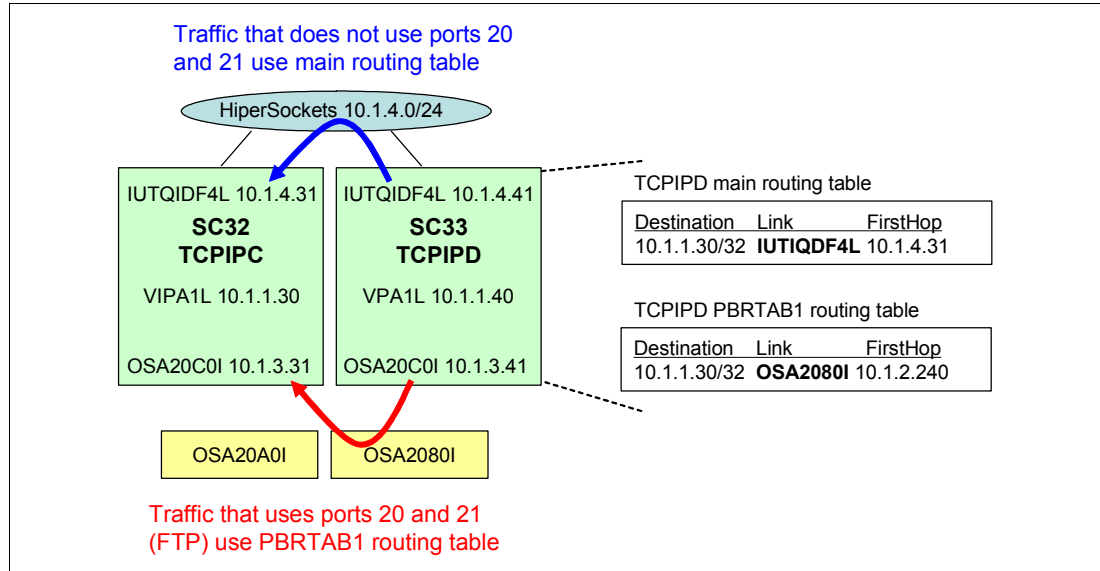 Traffic that does not use ports 20
and 21 use main routing table
HiperSockets 10.1.4.0/24
IUTQIDF4L 10.1.4.31
SC32
TCPIPC
VIPA1L 10.1.1.30
OSA20C0I 10.1.3.31
IUTQIDF4L 10.1.4.41
SC33
TCPIPD
VPA1L 10.1.1.40
OSA20C0I 10.1.3.41
TCPIPD main routing table
Destination Link FirstHop
10.1.1.30/32 IUTIQDF4L 10.1.4.31
TCPIPD PBRTAB1 routing table
Destination Link FirstHop
10.1.1.30/32 OSA2080I 10.1.2.240
OSA20A0I
OSA2080I
Traffic that uses ports 20 and 21
(FTP) use PBRTAB1 routing table